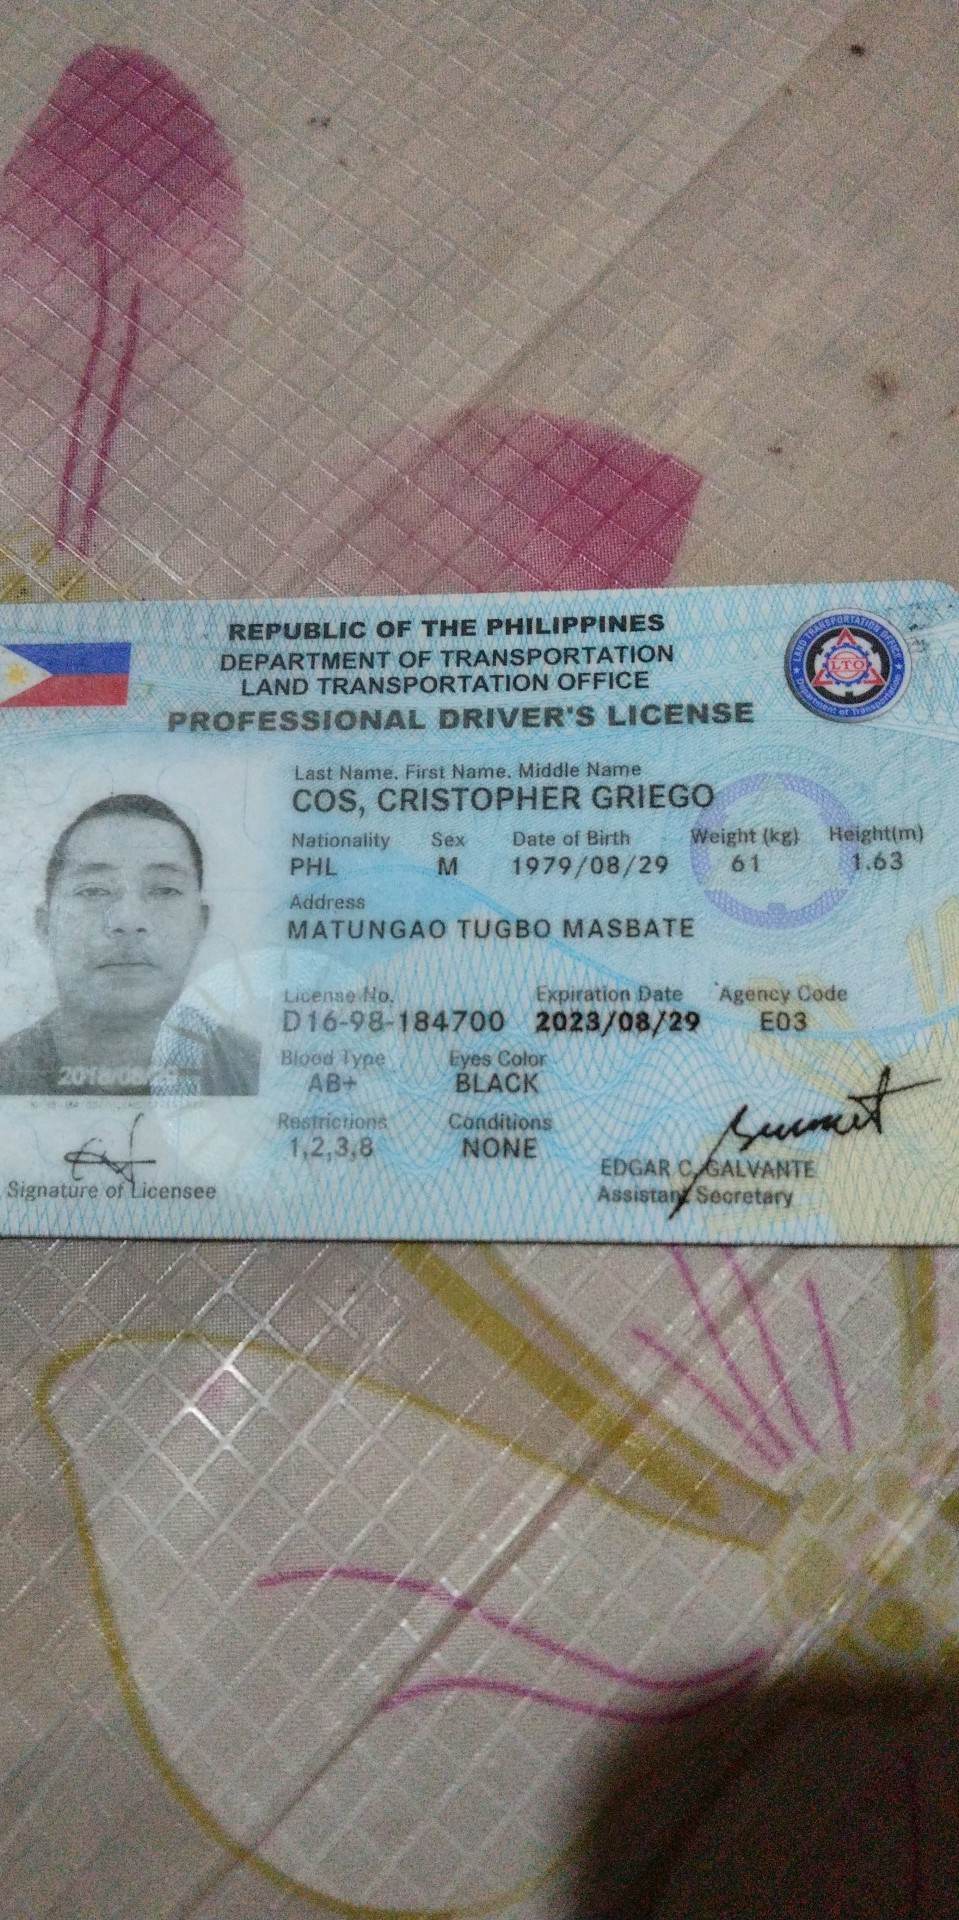 REPUBLIC OF THE PHILIPPINES
DEPARTMENT OF TRANSPORTATION
LAND TRANSPORTATION OFFICE
PROFESSIONAL DRIVER'S LICENSE
LAND TRANSPORTATION OFFICE
LTO
Department of Transportation
Last Name, First Name, Middle Name
COS, CRISTOPHER GRIEGO
Nationality Sex Date of Birth Weight (kg) Height(m)
PHL M 1979/08/29 61 1.63
Address
MATUNGAO TUGBO MASBATE
License No. Expiration Date Agency Code
D16-98-184700 2023/08/29 E03
Blood Type Eyes Color
AB+ BLACK
Restrictions Conditions
1,2,3,8 NONE
EDGAR C. GALVANTE
Assistant Secretary
Signature of Licensee